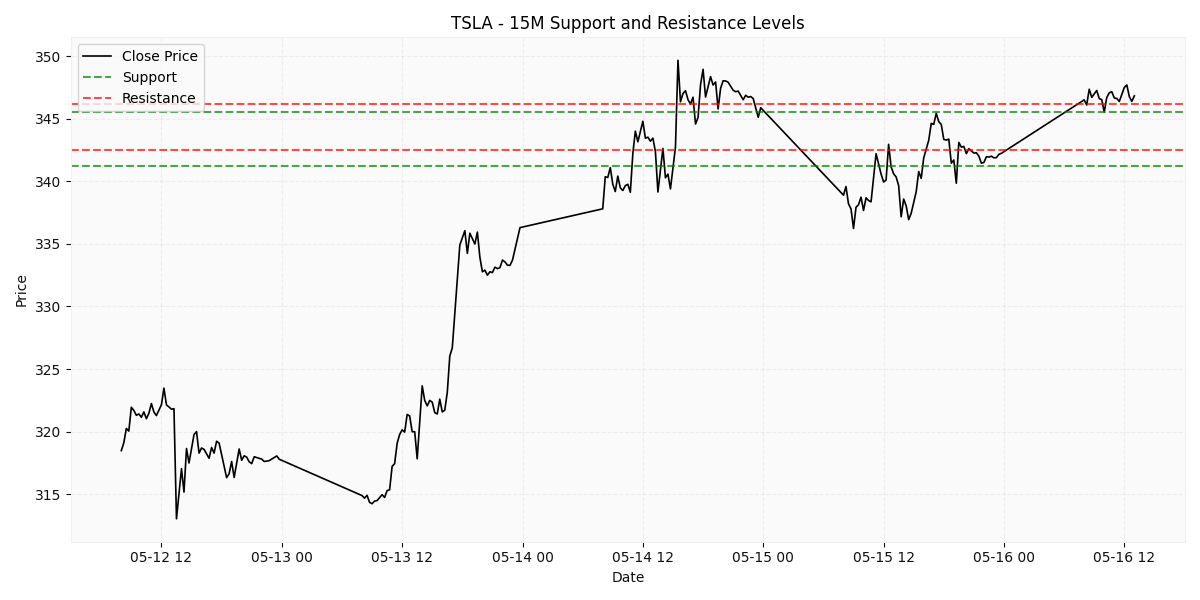 TSLA - 15M Support and Resistance Levels
Close Price
Support
Resistance
Price
350
345
340
335
330
325
320
315
05-12 12
05-13 00
05-13 12
05-14 00
05-14 12
05-15 00
05-15 12
05-16 00
05-16 12
Date